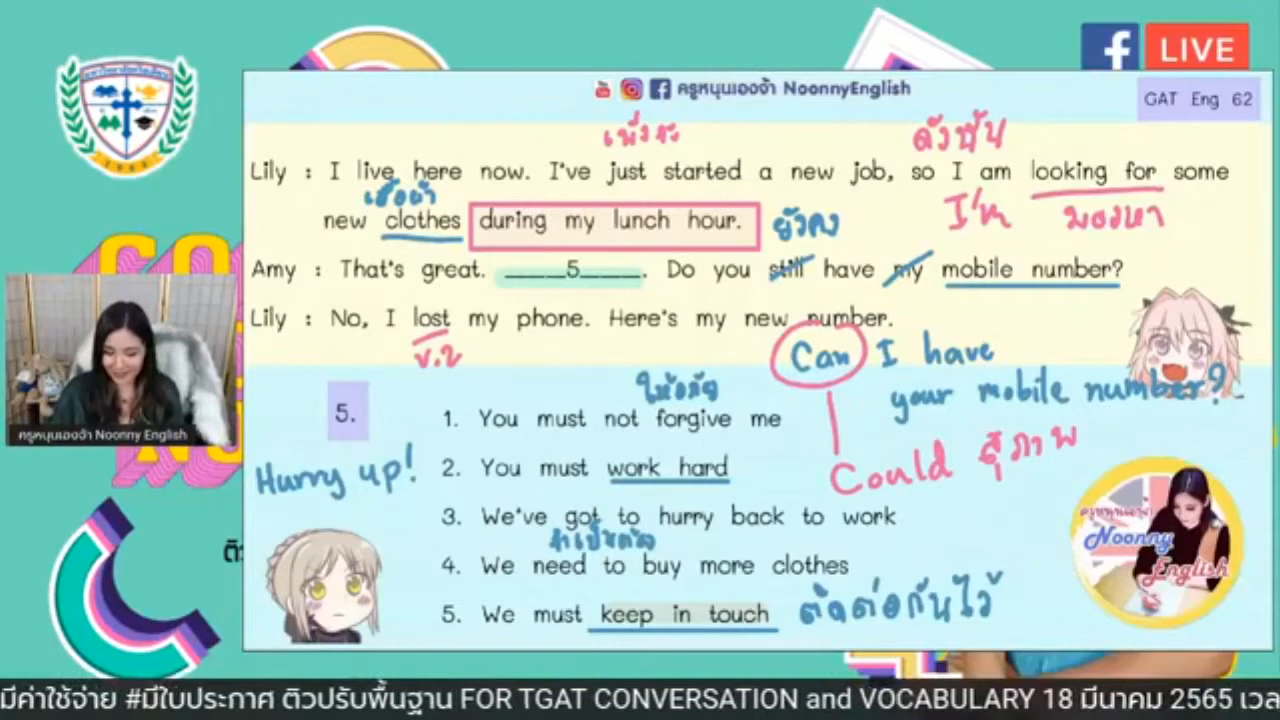 LIVE
ครูหนุนเองจ้า NoonnyEnglish
GAT Eng 62
เพิ่งจะ
ดังนั้น
Lily : I live here now. I've just started a new job, so I am looking for some
เสื้อผ้า
I'm มองหา
new clothes during my lunch hour.
ยังคง
Amy : That's great. ____5____. Do you still have my mobile number?
Lily : No, I lost my phone. Here's my new number.
V.2
Can I have
your mobile number?
Could สุภาพ
ให้อภัย
5.
1. You must not forgive me
Hurry up!
2. You must work hard
3. We've got to hurry back to work
จำเป็นต้อง
4. We need to buy more clothes
5. We must keep in touch ติดต่อกันไว้
ครูหนุนเองจ้า Noonny English
Noonny
English
มีค่าใช้จ่าย #มีใบประกาศ ติวปรับพื้นฐาน FOR TGAT CONVERSATION and VOCABULARY 18 มีนาคม 2565 เวล